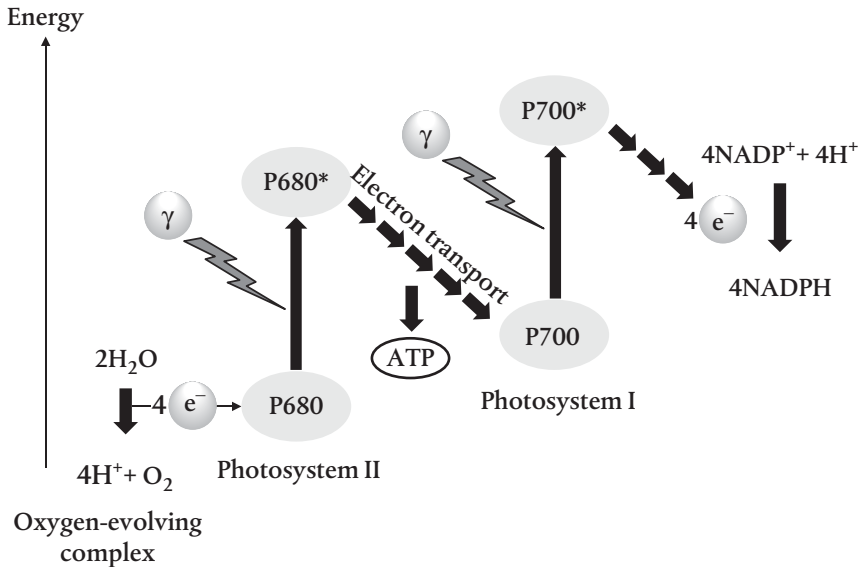 Energy
P700*
γ
4NADP⁺ + 4H⁺
P680*
Electron transport
γ
4 e⁻
4NADPH
P700
ATP
2H₂O
Photosystem I
4 e⁻
P680
4H⁺ + O₂
Photosystem II
Oxygen-evolving
complex